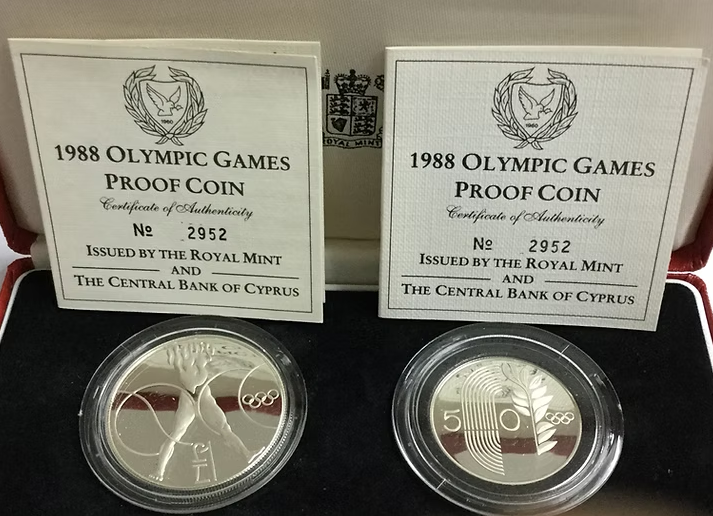 1960
1988 OLYMPIC GAMES
PROOF COIN
Certificate of Authenticity
No 2952
ISSUED BY THE ROYAL MINT
AND
THE CENTRAL BANK OF CYPRUS
ROYAL MINT
1960
1988 OLYMPIC GAMES
PROOF COIN
Certificate of Authenticity
No 2952
ISSUED BY THE ROYAL MINT
AND
THE CENTRAL BANK OF CYPRUS
£1
50